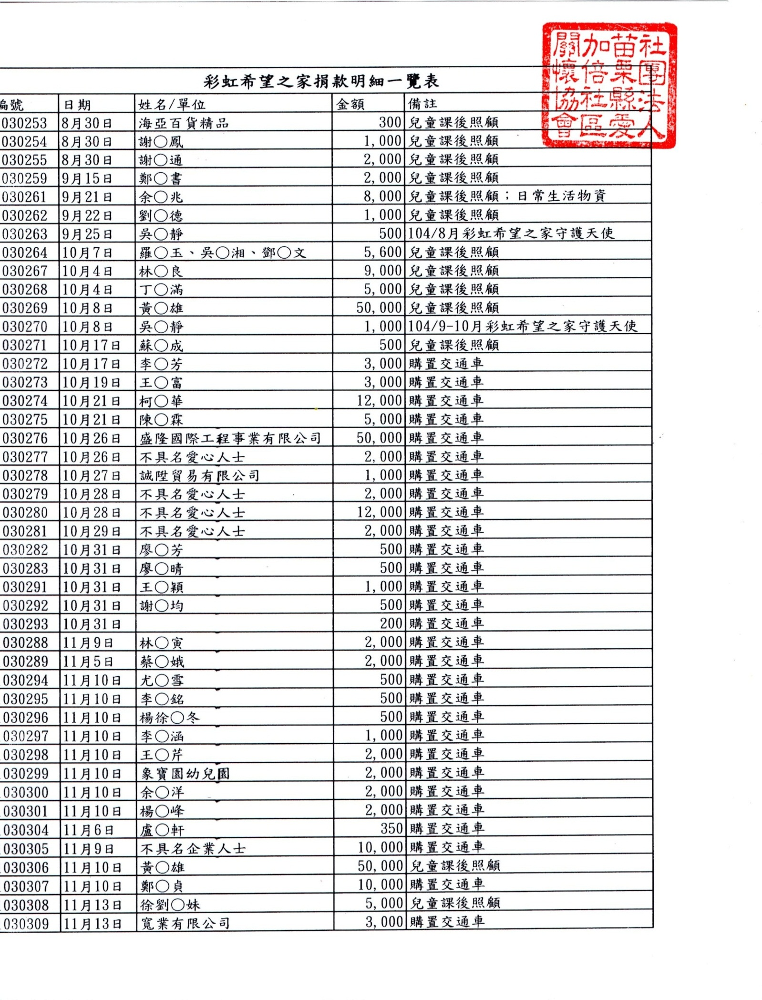 社團法人
苗栗縣愛
加倍社區
關懷協會
彩虹希望之家捐款明細一覽表
編號 日期 姓名/單位 金額 備註
030253 8月30日 海亞百貨精品 300 兒童課後照顧
030254 8月30日 謝〇鳳 1,000 兒童課後照顧
030255 8月30日 謝〇通 2,000 兒童課後照顧
030259 9月15日 鄭〇書 2,000 兒童課後照顧
030261 9月21日 余〇兆 8,000 兒童課後照顧；日常生活物資
030262 9月22日 劉〇德 1,000 兒童課後照顧
030263 9月25日 吳〇靜 500 104/8月彩虹希望之家守護天使
030264 10月7日 羅〇玉、吳〇湘、鄧〇文 5,600 兒童課後照顧
030267 10月4日 林〇良 9,000 兒童課後照顧
030268 10月4日 丁〇滿 5,000 兒童課後照顧
030269 10月8日 黃〇雄 50,000 兒童課後照顧
030270 10月8日 吳〇靜 1,000 104/9-10月彩虹希望之家守護天使
030271 10月17日 蘇〇成 500 兒童課後照顧
030272 10月17日 李〇芳 3,000 購置交通車
030273 10月19日 王〇富 3,000 購置交通車
030274 10月21日 柯〇華 12,000 購置交通車
030275 10月21日 陳〇霖 5,000 購置交通車
030276 10月26日 盛隆國際工程事業有限公司 50,000 購置交通車
030277 10月26日 不具名愛心人士 2,000 購置交通車
030278 10月27日 誠陞貿易有限公司 1,000 購置交通車
030279 10月28日 不具名愛心人士 2,000 購置交通車
030280 10月28日 不具名愛心人士 12,000 購置交通車
030281 10月29日 不具名愛心人士 2,000 購置交通車
030282 10月31日 廖〇芳 500 購置交通車
030283 10月31日 廖〇晴 500 購置交通車
030291 10月31日 王〇穎 1,000 購置交通車
030292 10月31日 謝〇均 500 購置交通車
030293 10月31日 200 購置交通車
030288 11月9日 林〇寅 2,000 購置交通車
030289 11月5日 蔡〇娥 2,000 購置交通車
030294 11月10日 尤〇雪 500 購置交通車
030295 11月10日 李〇銘 500 購置交通車
030296 11月10日 楊徐〇冬 500 購置交通車
030297 11月10日 李〇涵 1,000 購置交通車
030298 11月10日 王〇芹 2,000 購置交通車
030299 11月10日 象寶園幼兒園 2,000 購置交通車
030300 11月10日 余〇洋 2,000 購置交通車
030301 11月10日 楊〇峰 2,000 購置交通車
030304 11月6日 盧〇軒 350 購置交通車
030305 11月9日 不具名企業人士 10,000 購置交通車
030306 11月10日 黃〇雄 50,000 兒童課後照顧
030307 11月10日 鄭〇貞 10,000 購置交通車
030308 11月13日 徐劉〇妹 5,000 兒童課後照顧
030309 11月13日 寬業有限公司 3,000 購置交通車